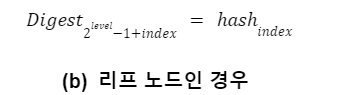 Digest_{2^{level}-1+index} = hash_{index}
(b) 리프 노드인 경우